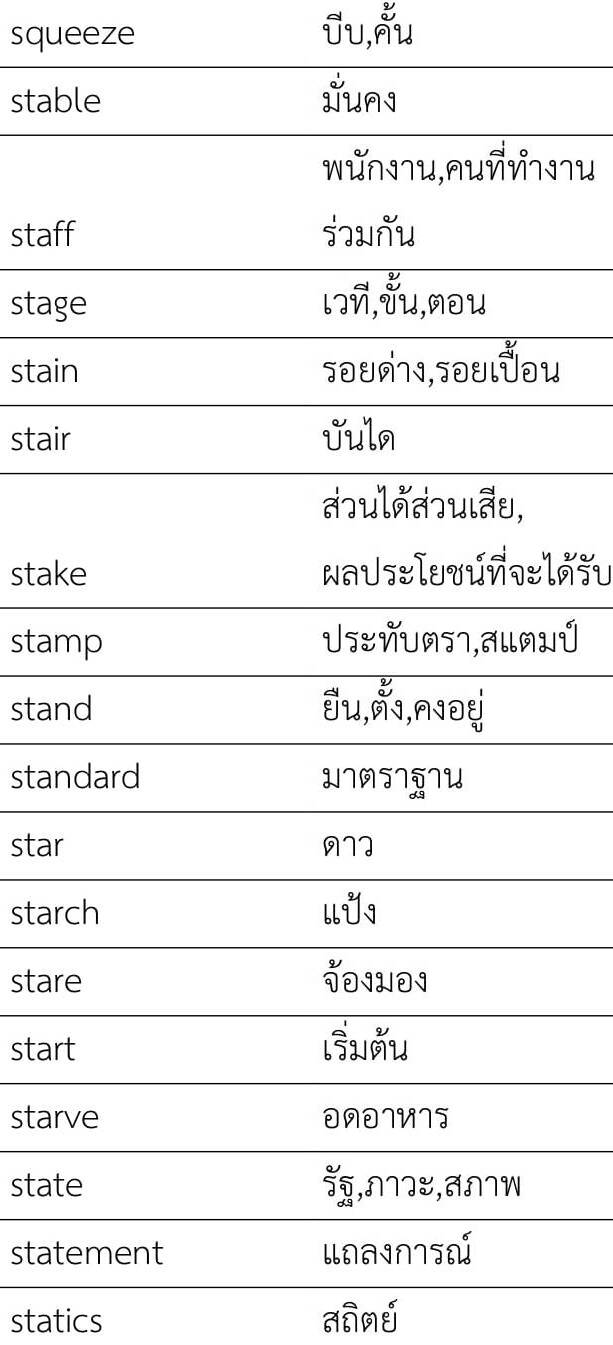 squeeze บีบ,คั้น
stable มั่นคง
พนักงาน,คนที่ทำงาน
staff ร่วมกัน
stage เวที,ขั้น,ตอน
stain รอยด่าง,รอยเปื้อน
stair บันได
ส่วนได้ส่วนเสีย,
stake ผลประโยชน์ที่จะได้รับ
stamp ประทับตรา,สแตมป์
stand ยืน,ตั้ง,คงอยู่
standard มาตราฐาน
star ดาว
starch แป้ง
stare จ้องมอง
start เริ่มต้น
starve อดอาหาร
state รัฐ,ภาวะ,สภาพ
statement แถลงการณ์
statics สถิตย์